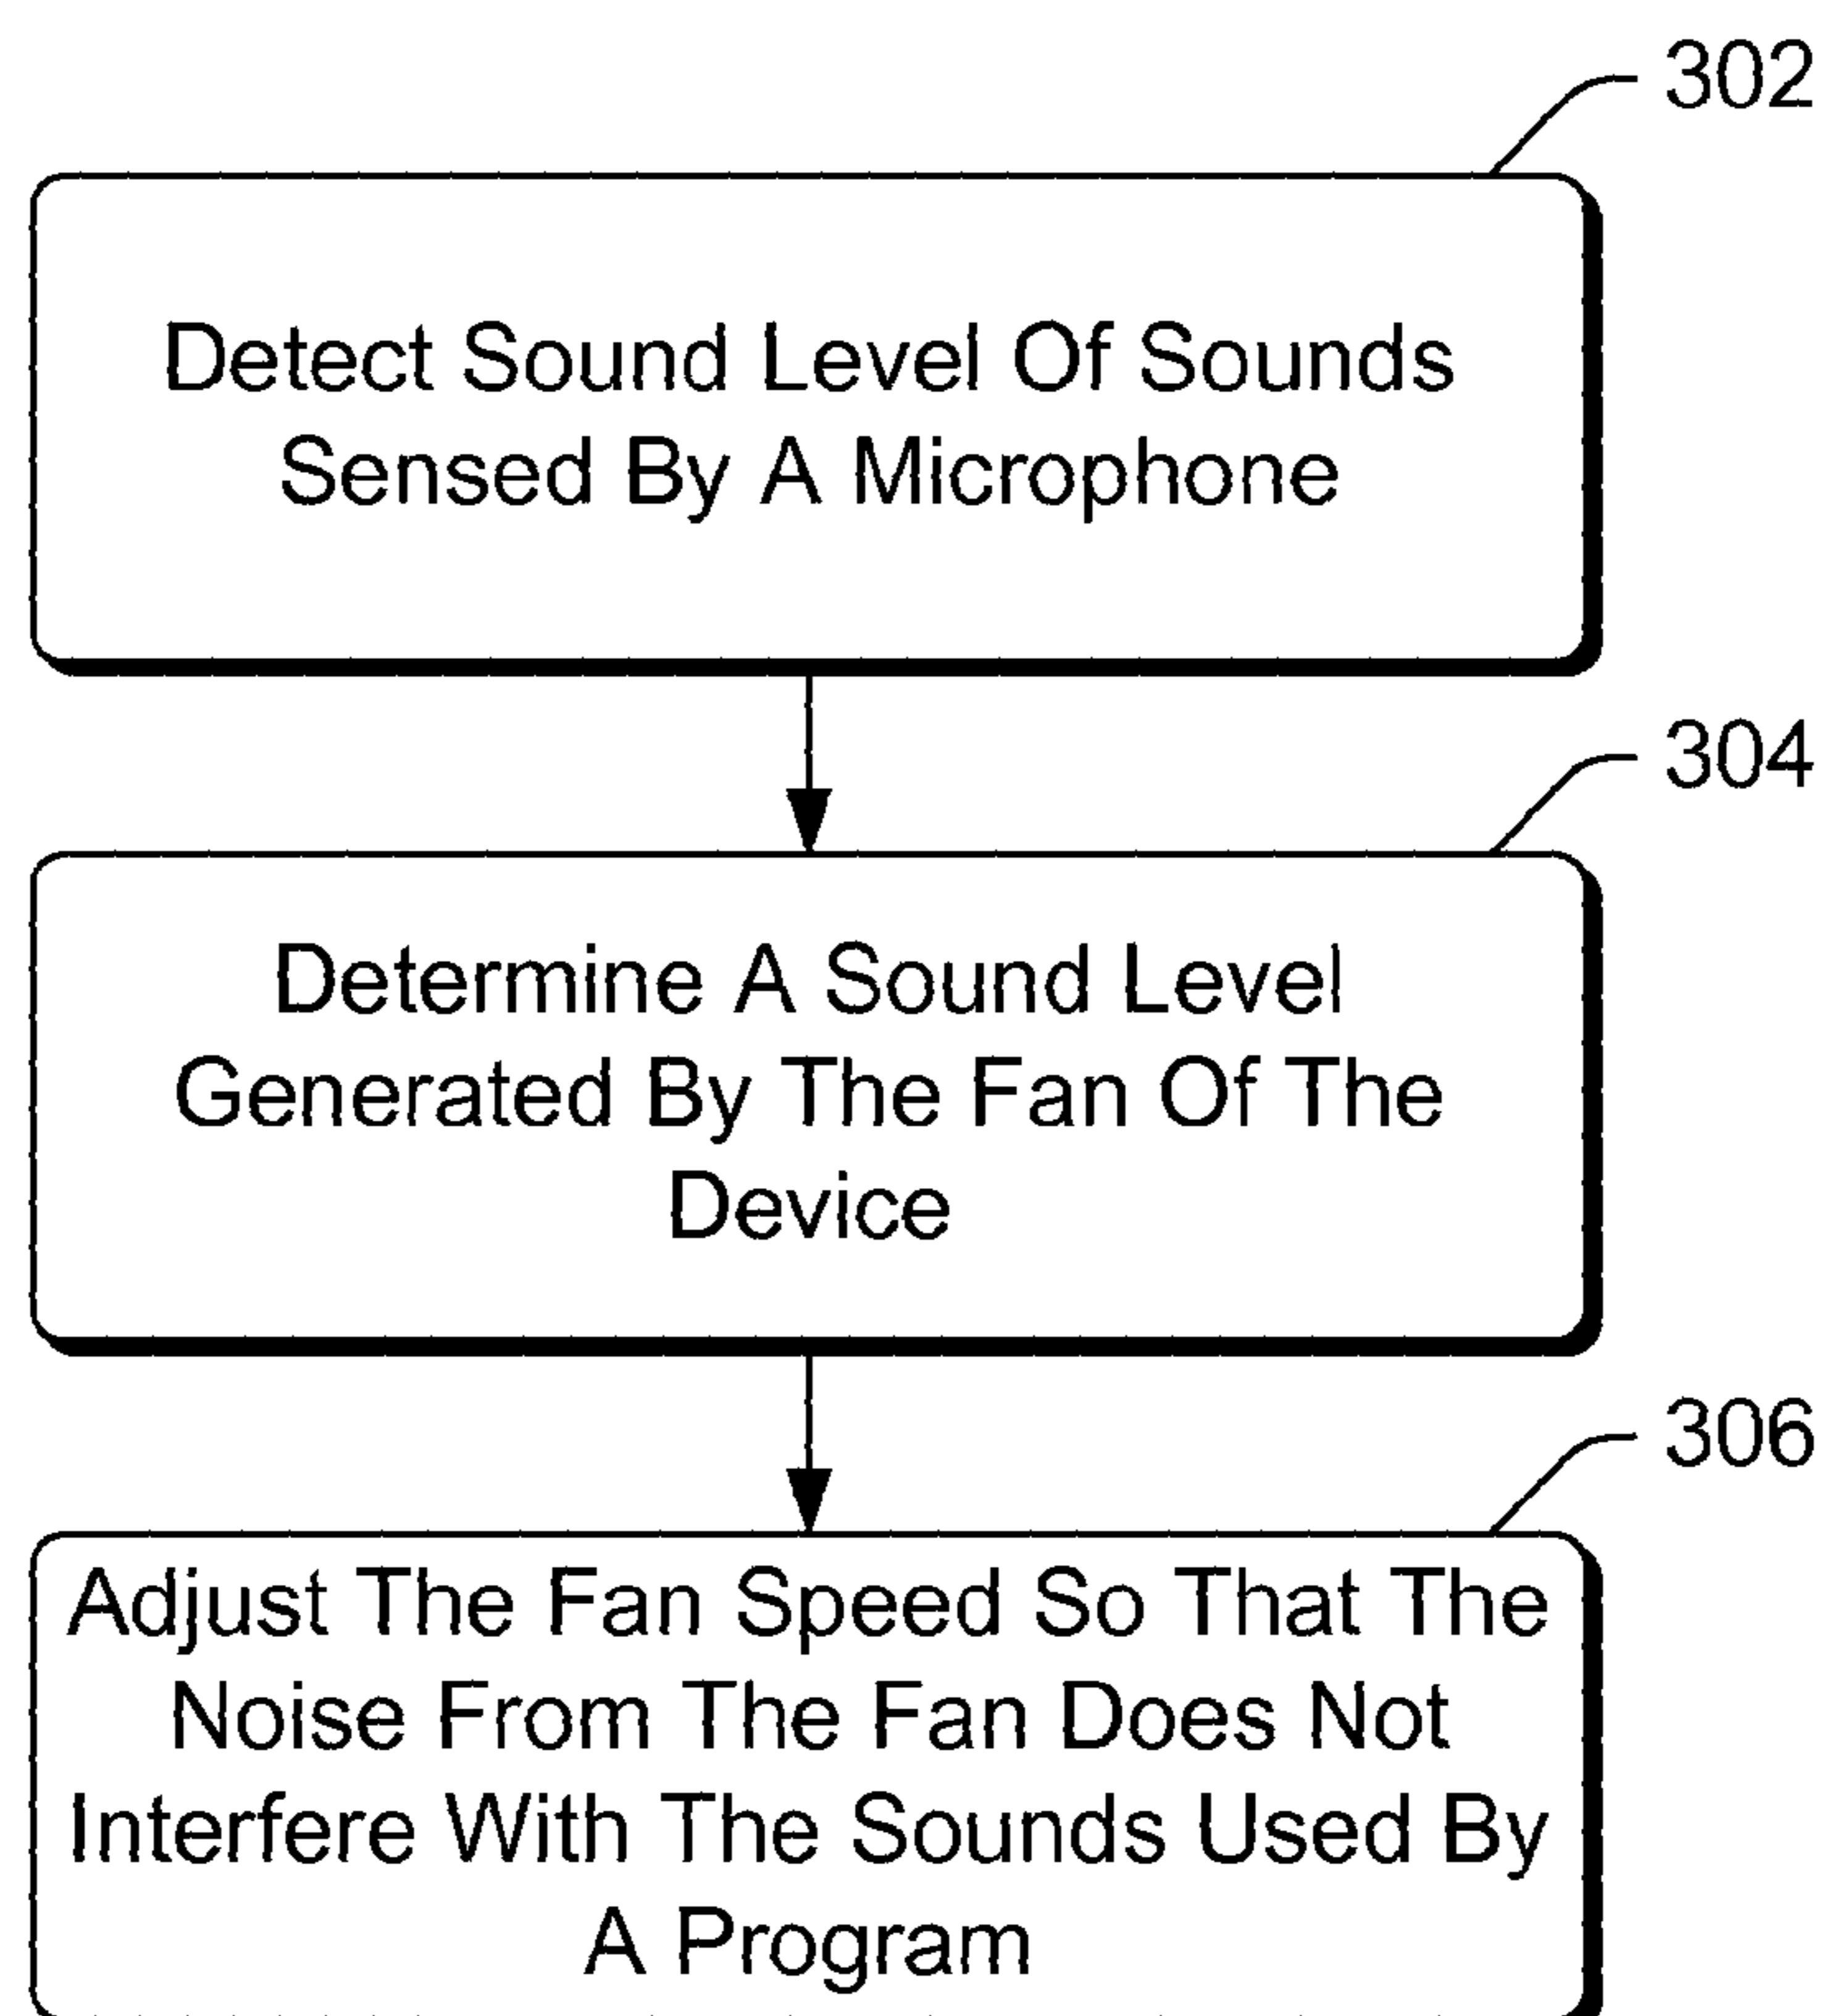 302
Detect Sound Level Of Sounds
Sensed By A Microphone
304
Determine A Sound Level
Generated By The Fan Of The
Device
306
Adjust The Fan Speed So That The
Noise From The Fan Does Not
Interfere With The Sounds Used By
A Program